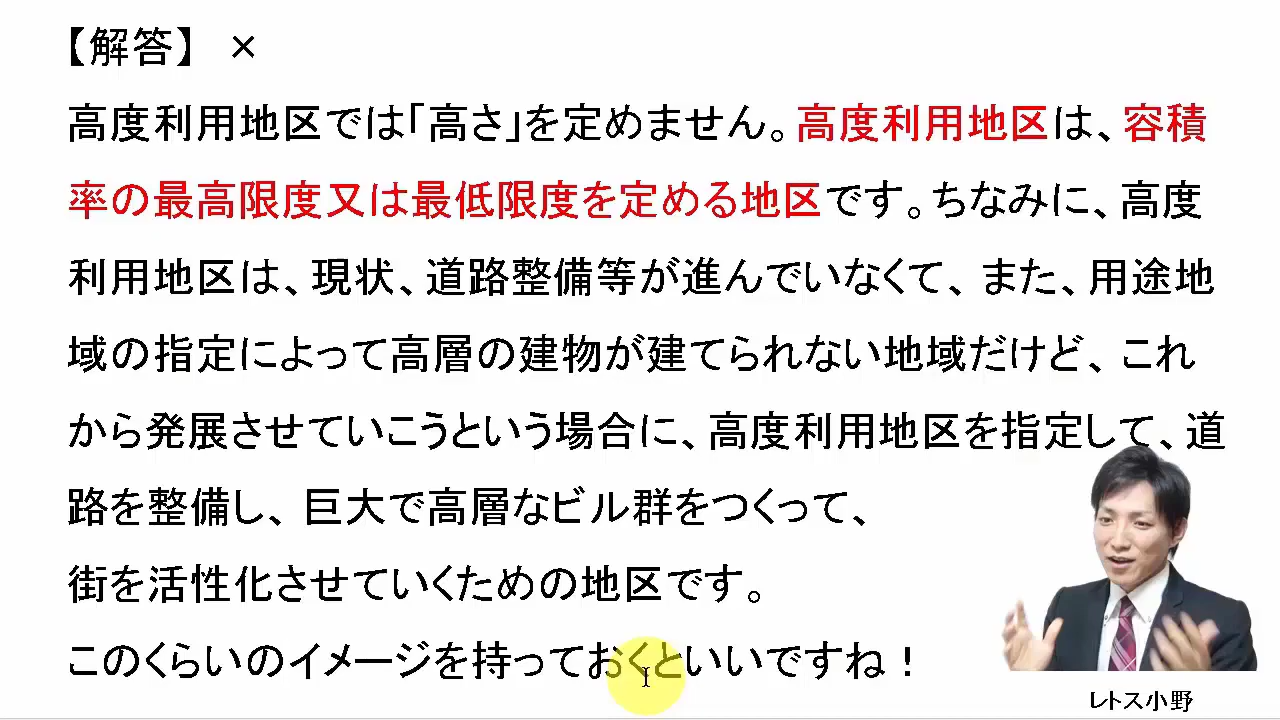 【解答】 ×
高度利用地区では「高さ」を定めません。高度利用地区は、容積
率の最高限度又は最低限度を定める地区です。ちなみに、高度
利用地区は、現状、道路整備等が進んでいなくて、また、用途地
域の指定によって高層の建物が建てられない地域だけど、これ
から発展させていこうという場合に、高度利用地区を指定して、道
路を整備し、巨大で高層なビル群をつくって、
街を活性化させていくための地区です。
このくらいのイメージを持っておくといいですね！
レトス小野